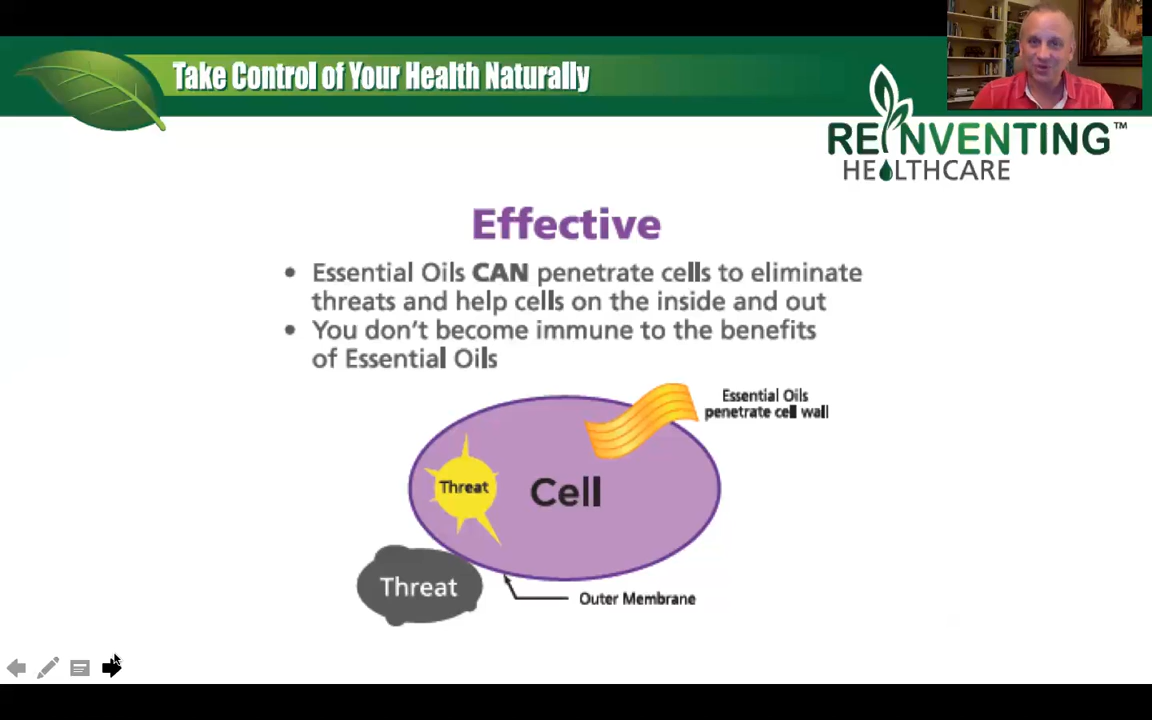 Take Control of Your Health Naturally
REINVENTING™
HEALTHCARE
Effective
• Essential Oils CAN penetrate cells to eliminate
threats and help cells on the inside and out
• You don't become immune to the benefits
of Essential Oils
Essential Oils
penetrate cell wall
Threat
Cell
Threat
Outer Membrane